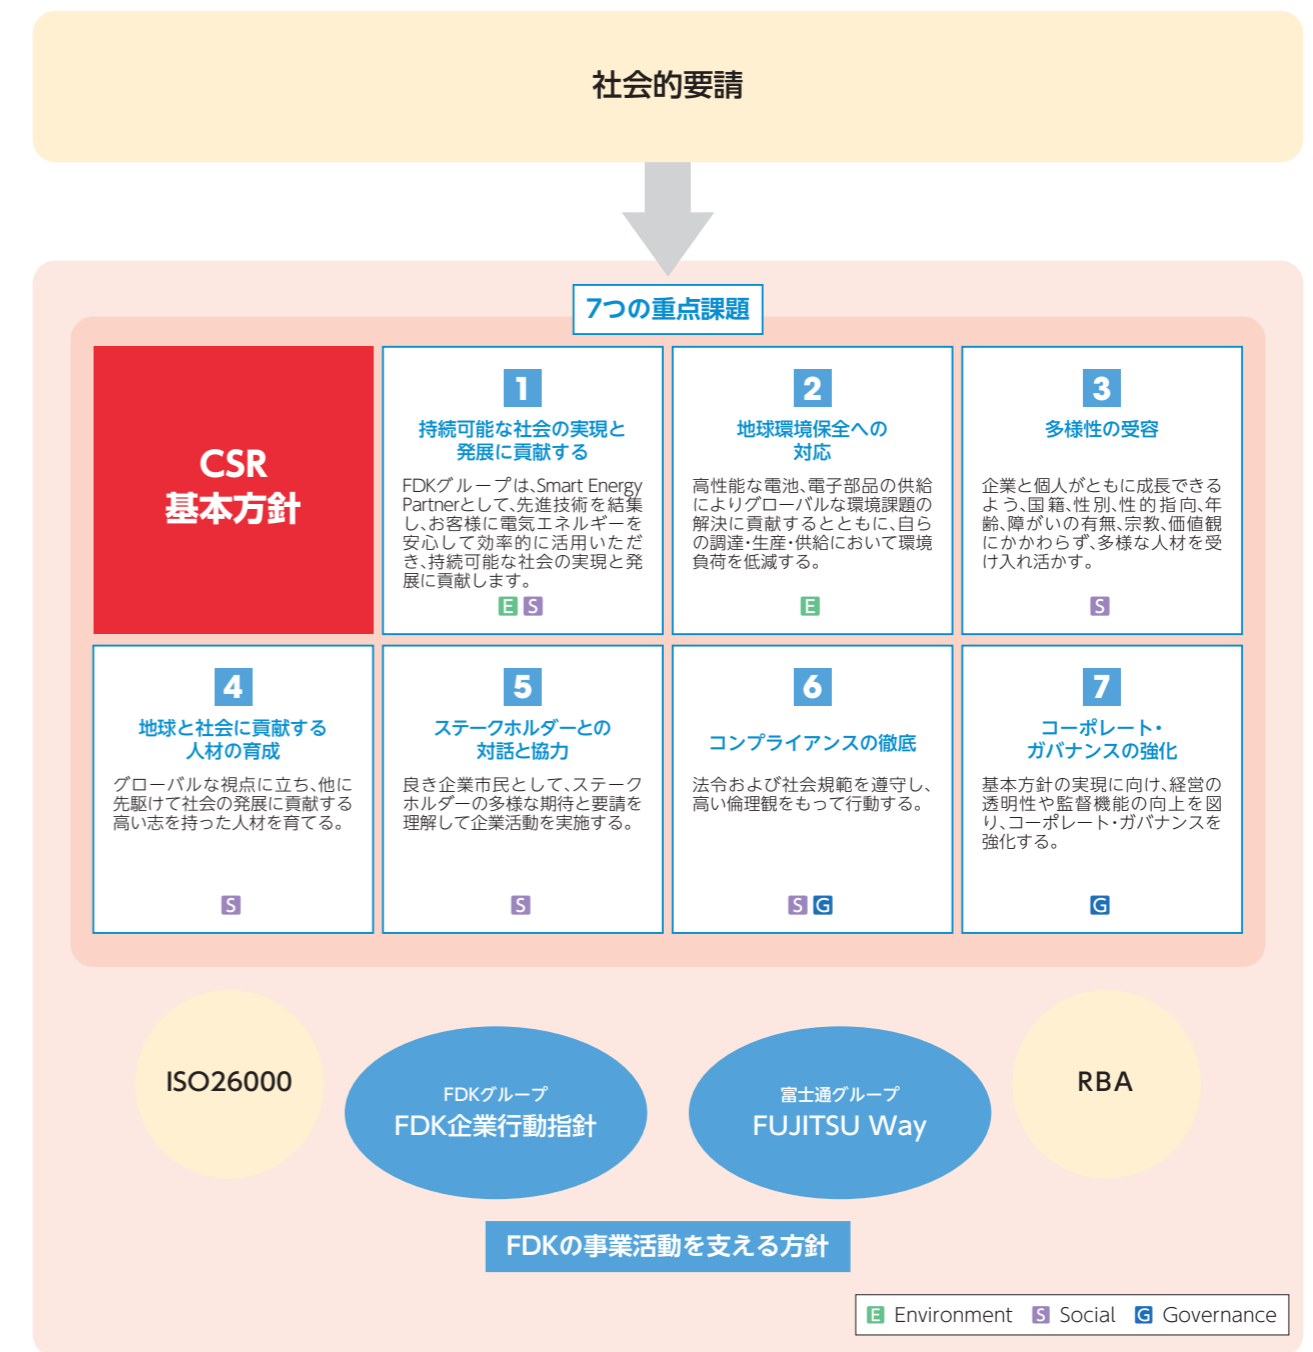 社会的要請
7つの重点課題
CSR
基本方針
1
持続可能な社会の実現と
発展に貢献する
FDKグループは、Smart Energy
Partnerとして、先進技術を結集
し、お客様に電気エネルギーを
安心して効率的に活用いただ
き、持続可能な社会の実現と発
展に貢献します。
E S
2
地球環境保全への
対応
高性能な電池、電子部品の供給
によりグローバルな環境課題の
解決に貢献するとともに、自ら
の調達・生産・供給において環境
負荷を低減する。
E
3
多様性の受容
企業と個人がともに成長できる
よう、国籍、性別、性的指向、年
齢、障がいの有無、宗教、価値観
にかかわらず、多様な人材を受
け入れ活かす。
S
4
地球と社会に貢献する
人材の育成
グローバルな視点に立ち、他に
先駆けて社会の発展に貢献する
高い志を持った人材を育てる。
S
5
ステークホルダーとの
対話と協力
良き企業市民として、ステーク
ホルダーの多様な期待と要請を
理解して企業活動を実施する。
S
6
コンプライアンスの徹底
法令および社会規範を遵守し、
高い倫理観をもって行動する。
S G
7
コーポレート・
ガバナンスの強化
基本方針の実現に向け、経営の
透明性や監督機能の向上を図
り、コーポレート・ガバナンスを
強化する。
G
ISO26000
FDKグループ
FDK企業行動指針
富士通グループ
FUJITSU Way
RBA
FDKの事業活動を支える方針
E Environment S Social G Governance